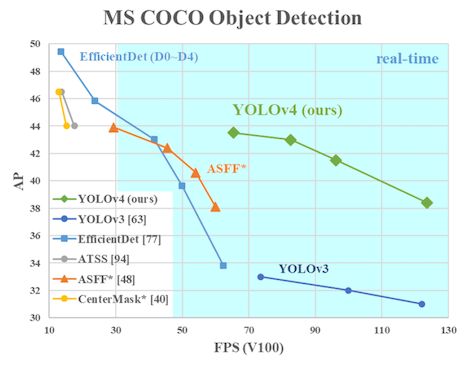 MS COCO Object Detection
EfficientDet (D0~D4)
real-time
YOLOv4 (ours)
ASFF*
YOLOv3
YOLOv4 (ours)
YOLOv3 [63]
EfficientDet [77]
ATSS [94]
ASFF* [48]
CenterMask* [40]
AP
50
48
46
44
42
40
38
36
34
32
30
10 30 50 70 90 110 130
FPS (V100)